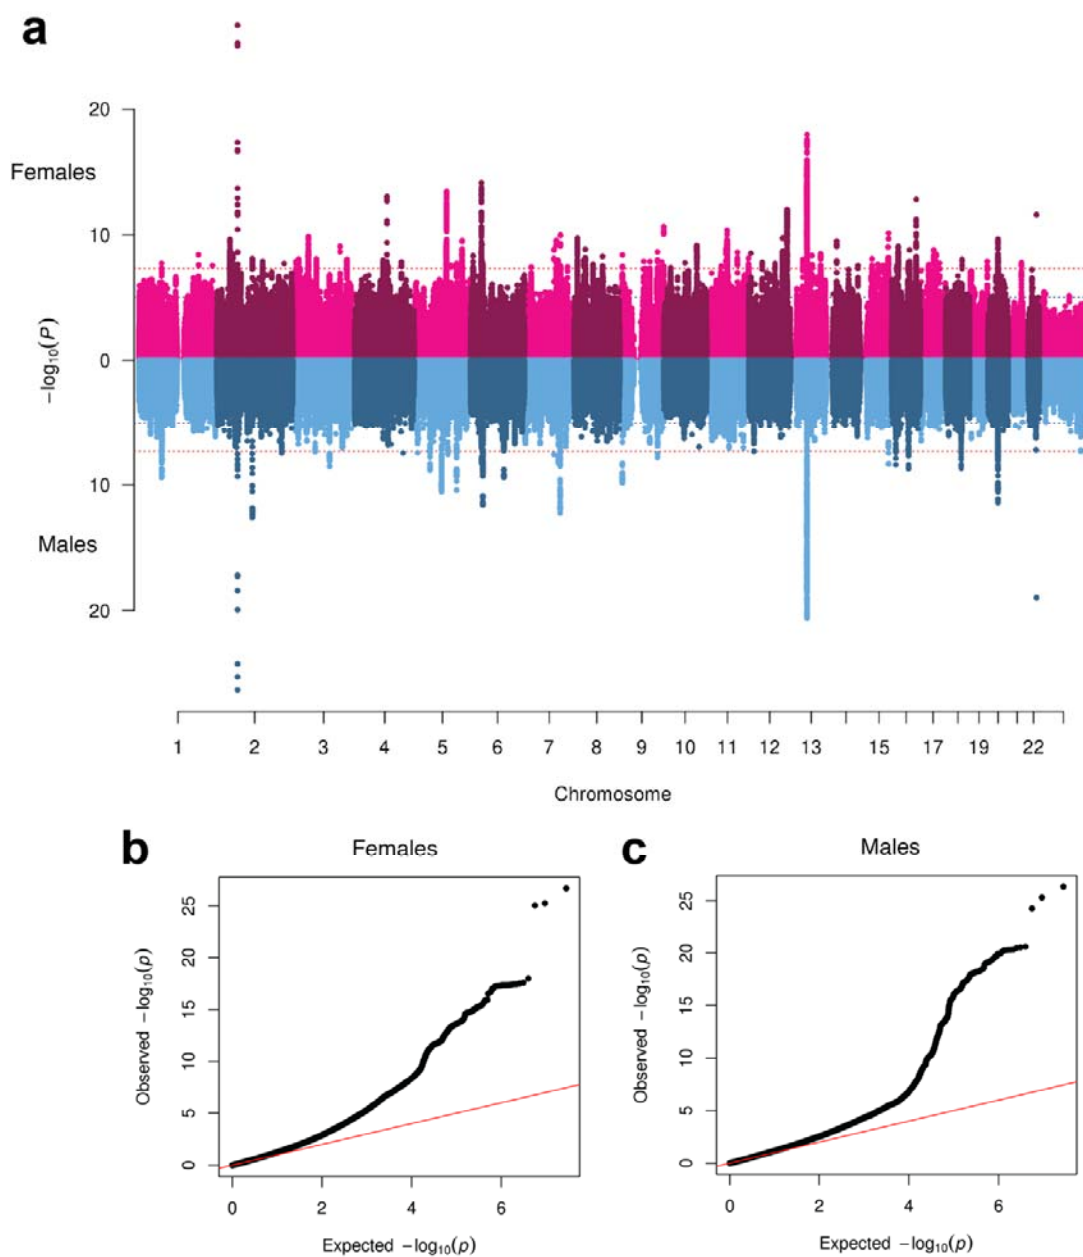 a
20
Females
10
0
−log10(P)
10
Males
20
1 2 3 4 5 6 7 8 9 10 11 12 13 15 17 19 22
Chromosome
b Females
c Males
25
20
15
10
5
0
Observed −log10(p)
0 2 4 6
Expected −log10(p)
25
20
15
10
5
0
Observed −log10(p)
0 2 4 6
Expected −log10(p)